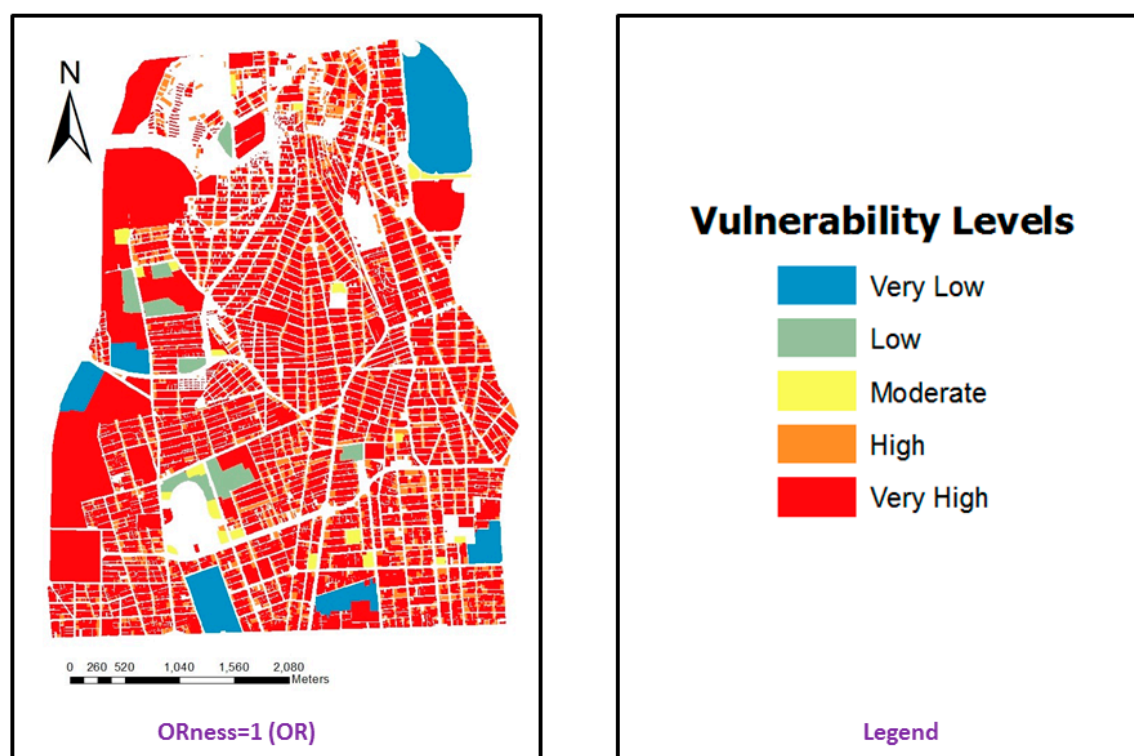 N
0 260 520 1,040 1,560 2,080
Meters
ORness=1 (OR)
Vulnerability Levels
Very Low
Low
Moderate
High
Very High
Legend